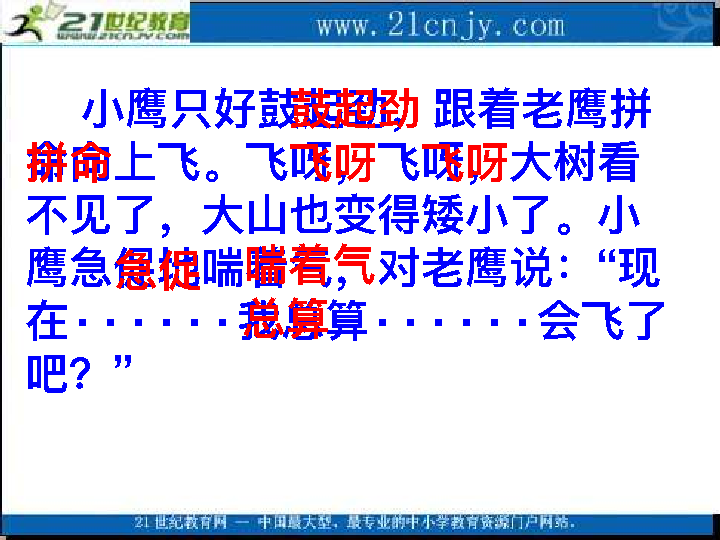 21世纪教育
www.21cnjy.com
www.21cnjy.com
小鹰只好鼓起劲，跟着老鹰拼
命向上飞。飞呀，飞呀，大树看
不见了，大山也变得矮小了。小
鹰急促地喘着气，对老鹰说：“现
在······我总算······会飞了
吧？”
鼓起劲
拼命
飞呀
飞呀
急促
喘着气
总算
21世纪教育网 -- 中国最大型、最专业的中小学教育资源门户网站.